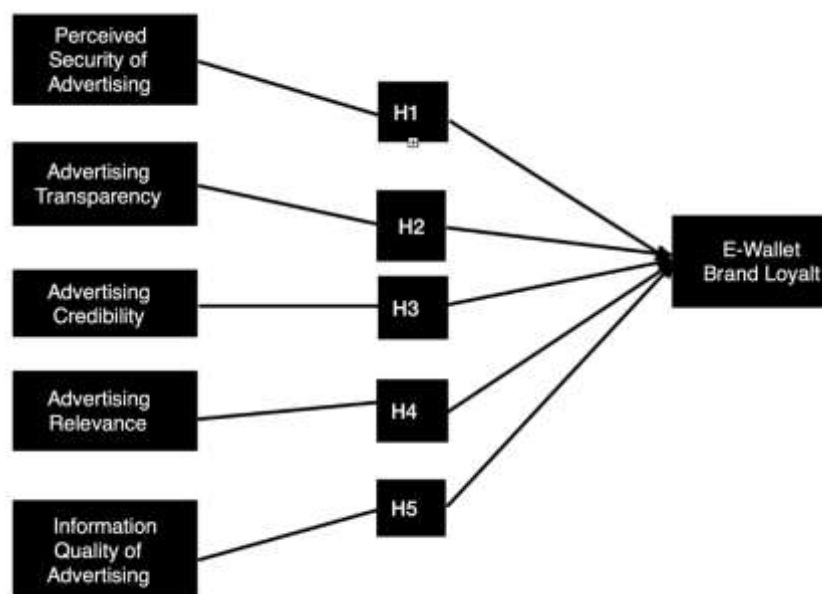 Perceived
Security of
Advertising
H1
Advertising
Transparency
H2
E-Wallet
Brand Loyalt
Advertising
Credibility
H3
Advertising
Relevance
H4
H5
Information
Quality of
Advertising